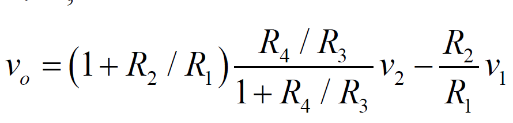 v_o = (1 + R_2 / R_1) \frac{R_4 / R_3}{1 + R_4 / R_3} v_2 - \frac{R_2}{R_1} v_1